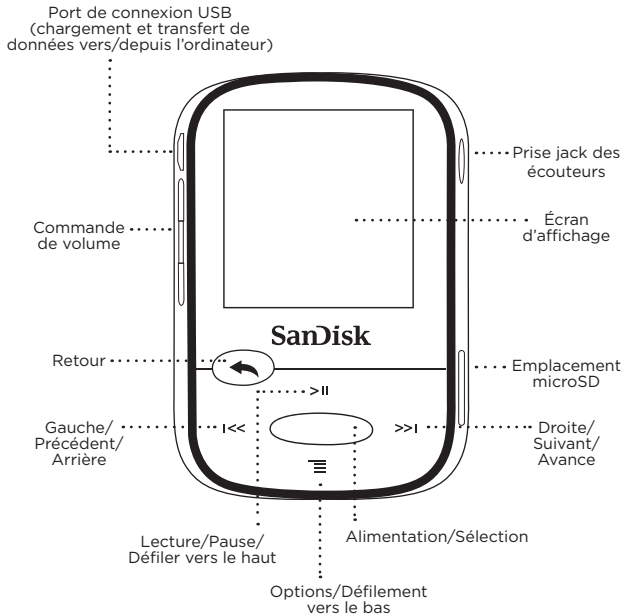 Port de connexion USB
(chargement et transfert de
données vers/depuis l'ordinateur)
Prise jack des
écouteurs
Commande
de volume
Écran
d'affichage
SanDisk
Retour
Emplacement
microSD
>II
Gauche/
Précédent/
Arrière
I<<
>>I
Droite/
Suivant/
Avance
Lecture/Pause/
Défiler vers le haut
Alimentation/Sélection
Options/Défilement
vers le bas